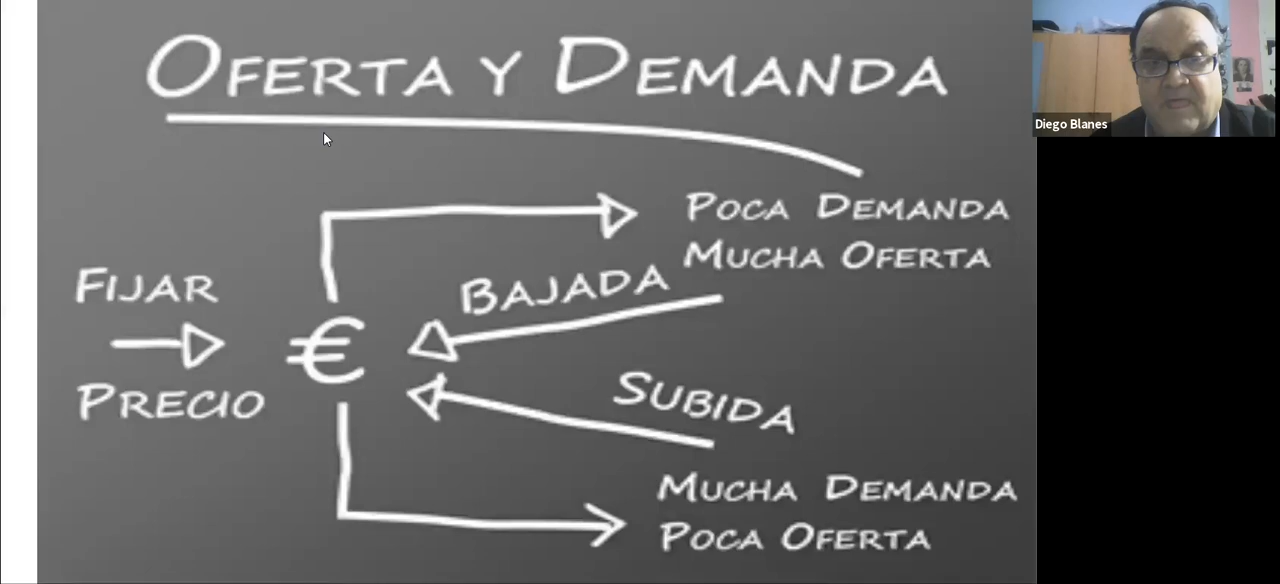 OFERTA Y DEMANDA
Diego Blanes
POCA DEMANDA
MUCHA OFERTA
BAJADA
FIJAR
€
PRECIO
SUBIDA
MUCHA DEMANDA
POCA OFERTA